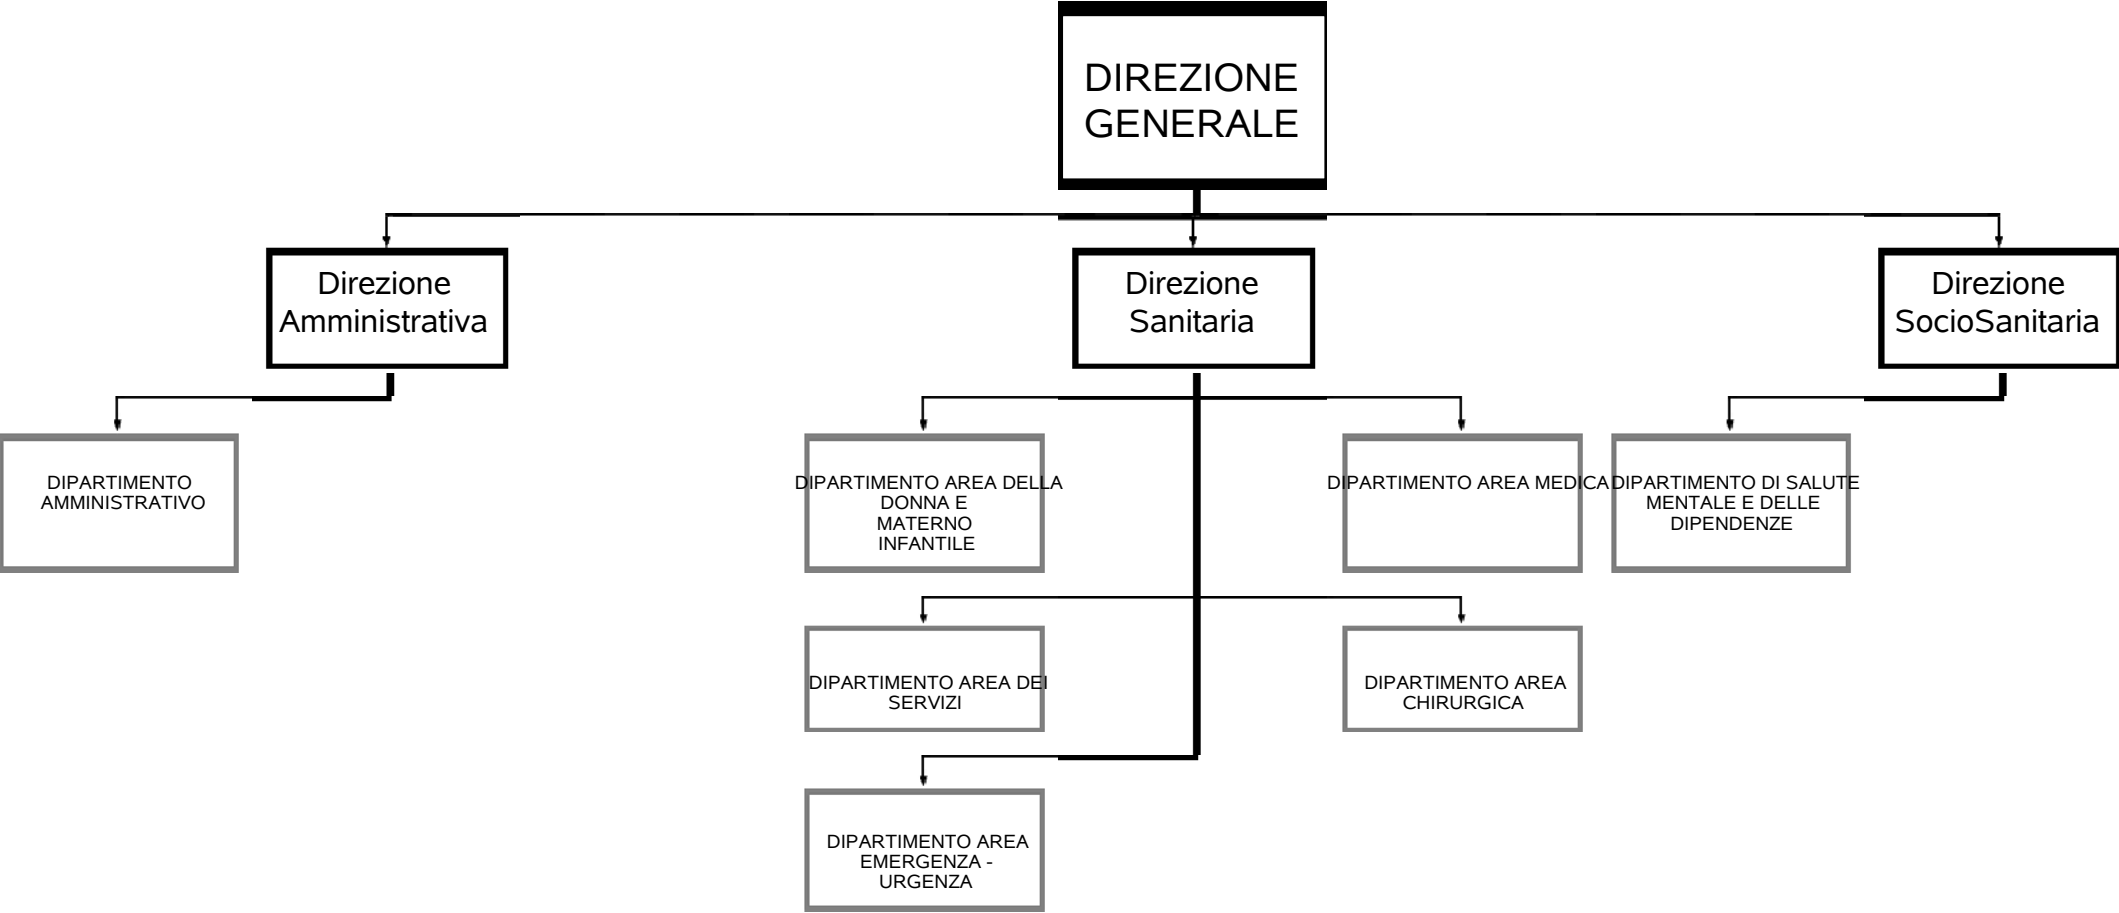 DIREZIONE
GENERALE
Direzione
Amministrativa
Direzione
Sanitaria
Direzione
SocioSanitaria
DIPARTIMENTO
AMMINISTRATIVO
DIPARTIMENTO AREA DELLA
DONNA E
MATERNO
INFANTILE
DIPARTIMENTO AREA MEDICA
DIPARTIMENTO DI SALUTE
MENTALE E DELLE
DIPENDENZE
DIPARTIMENTO AREA DEI
SERVIZI
DIPARTIMENTO AREA
CHIRURGICA
DIPARTIMENTO AREA
EMERGENZA -
URGENZA